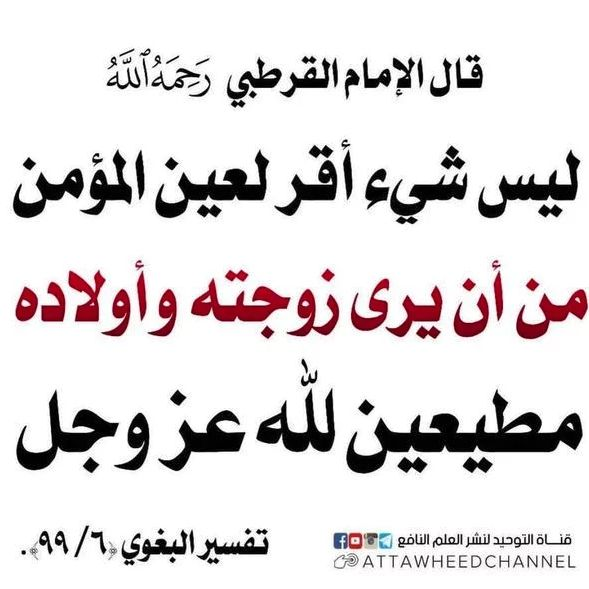 قال الإمام القرطبي رَحِمَهُ ٱللَّهُ
ليس شيء أقر لعين المؤمن
من أن يرى زوجته وأولاده
مطيعين لله عز وجل
تفسير البغوي ﴿٦/ ٩٩﴾.
قناة التوحيد لنشر العلم النافع
@ATTAWHEEDCHANNEL